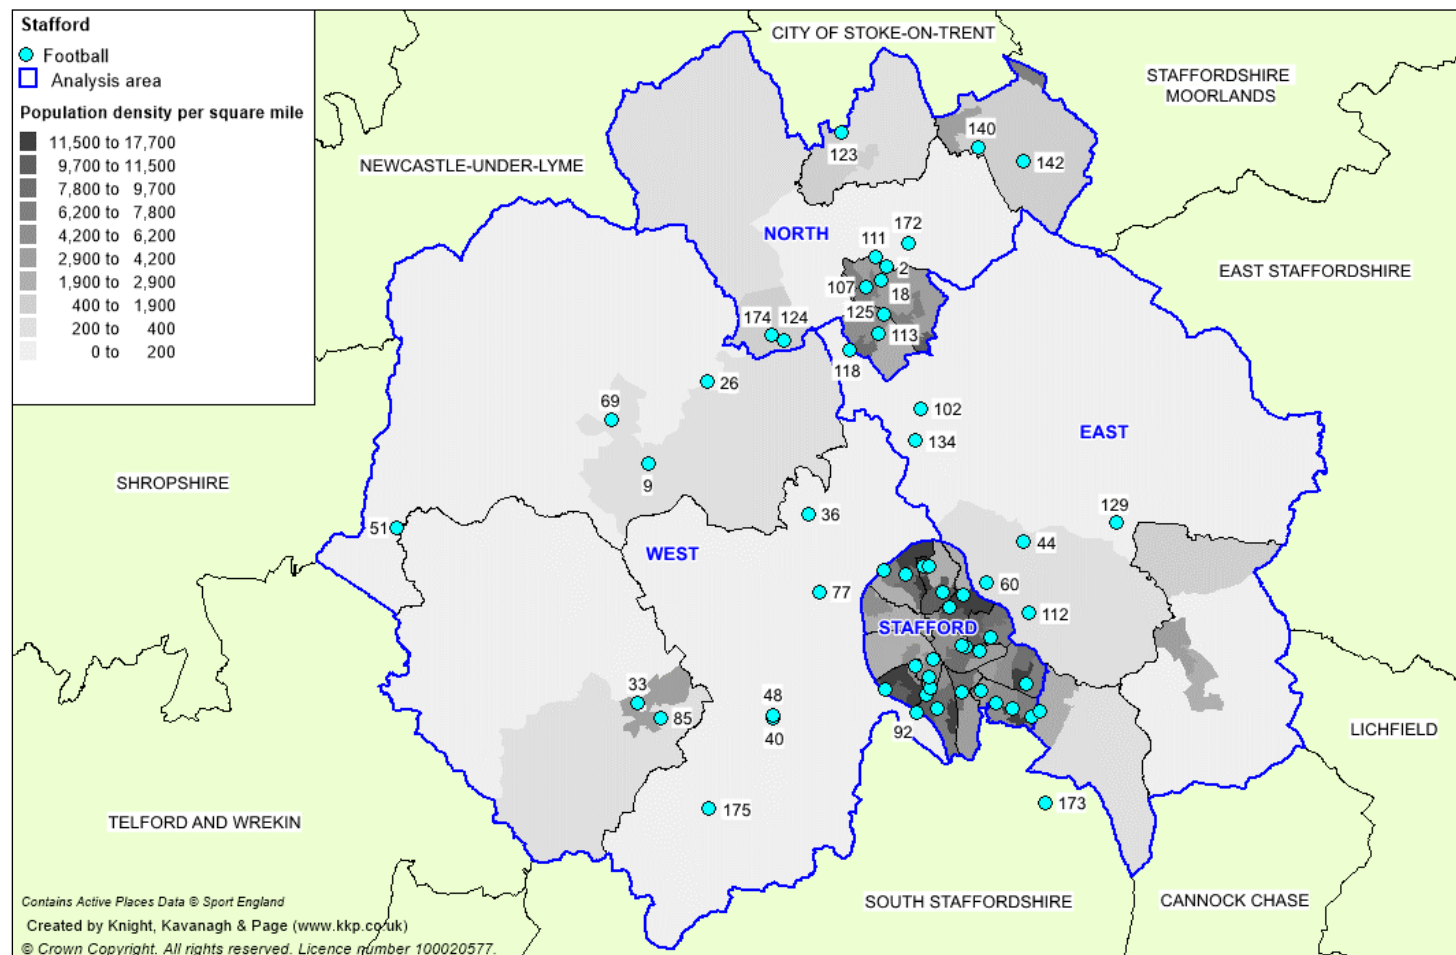 Stafford
Football
Analysis area
Population density per square mile
11,500 to 17,700
9,700 to 11,500
7,800 to 9,700
6,200 to 7,800
4,200 to 6,200
2,900 to 4,200
1,900 to 2,900
400 to 1,900
200 to 400
0 to 200
CITY OF STOKE-ON-TRENT
STAFFORDSHIRE
MOORLANDS
NEWCASTLE-UNDER-LYME
140
123
142
172
NORTH
111
2
EAST STAFFORDSHIRE
107
18
125
174 124
113
118
26
69
102
EAST
134
SHROPSHIRE
9
129
36
51
44
WEST
60
77
112
STAFFORD
33
48
85
92
40
LICHFIELD
173
175
TELFORD AND WREKIN
SOUTH STAFFORDSHIRE
CANNOCK CHASE
Contains Active Places Data © Sport England
Created by Knight, Kavanagh & Page (www.kkp.co.uk)
© Crown Copyright. All rights reserved. Licence number 100020577.